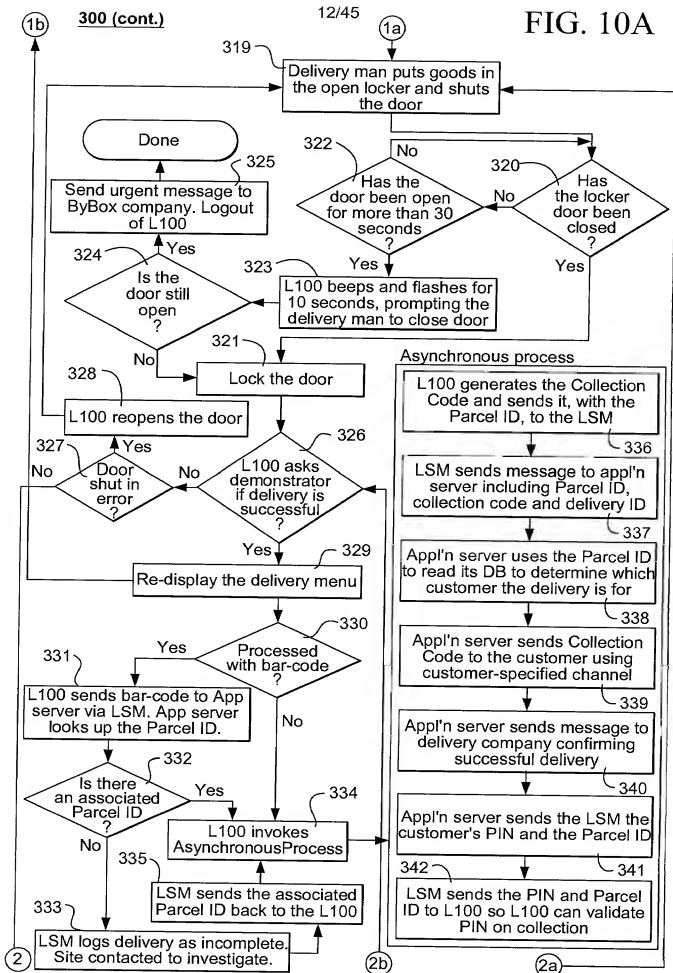 1b
300 (cont.)
12/45
1a
FIG. 10A
319
Delivery man puts goods in
the open locker and shuts
the door
Done
325
Send urgent message to
ByBox company. Logout
of L100
Yes
324
Is the
door still
open
?
No
322
No
Has the
door been open
for more than 30
seconds
?
Yes
No
320
Has
the locker
door been
closed
?
Yes
323
L100 beeps and flashes for
10 seconds, prompting the
delivery man to close door
321
Lock the door
328
L100 reopens the door
327
Yes
No
Door
shut in
error
?
No
326
L100 asks
demonstrator
if delivery is
successful
?
Yes
329
Re-display the delivery menu
330
Processed
with bar-code
?
Yes
No
331
L100 sends bar-code to App
server via LSM. App server
looks up the Parcel ID.
332
Is there
an associated
Parcel ID
?
Yes
No
334
L100 invokes
AsynchronousProcess
335
LSM sends the associated
Parcel ID back to the L100
333
LSM logs delivery as incomplete.
Site contacted to investigate.
2
2b
2a
Asynchronous process
L100 generates the Collection
Code and sends it, with the
Parcel ID, to the LSM
336
LSM sends message to appl'n
server including Parcel ID,
collection code and delivery ID
337
Appl'n server uses the Parcel ID
to read its DB to determine which
customer the delivery is for
338
Appl'n server sends Collection
Code to the customer using
customer-specified channel
339
Appl'n server sends message to
delivery company confirming
successful delivery
340
Appl'n server sends the LSM the
customer's PIN and the Parcel ID
341
342
LSM sends the PIN and Parcel
ID to L100 so L100 can validate
PIN on collection